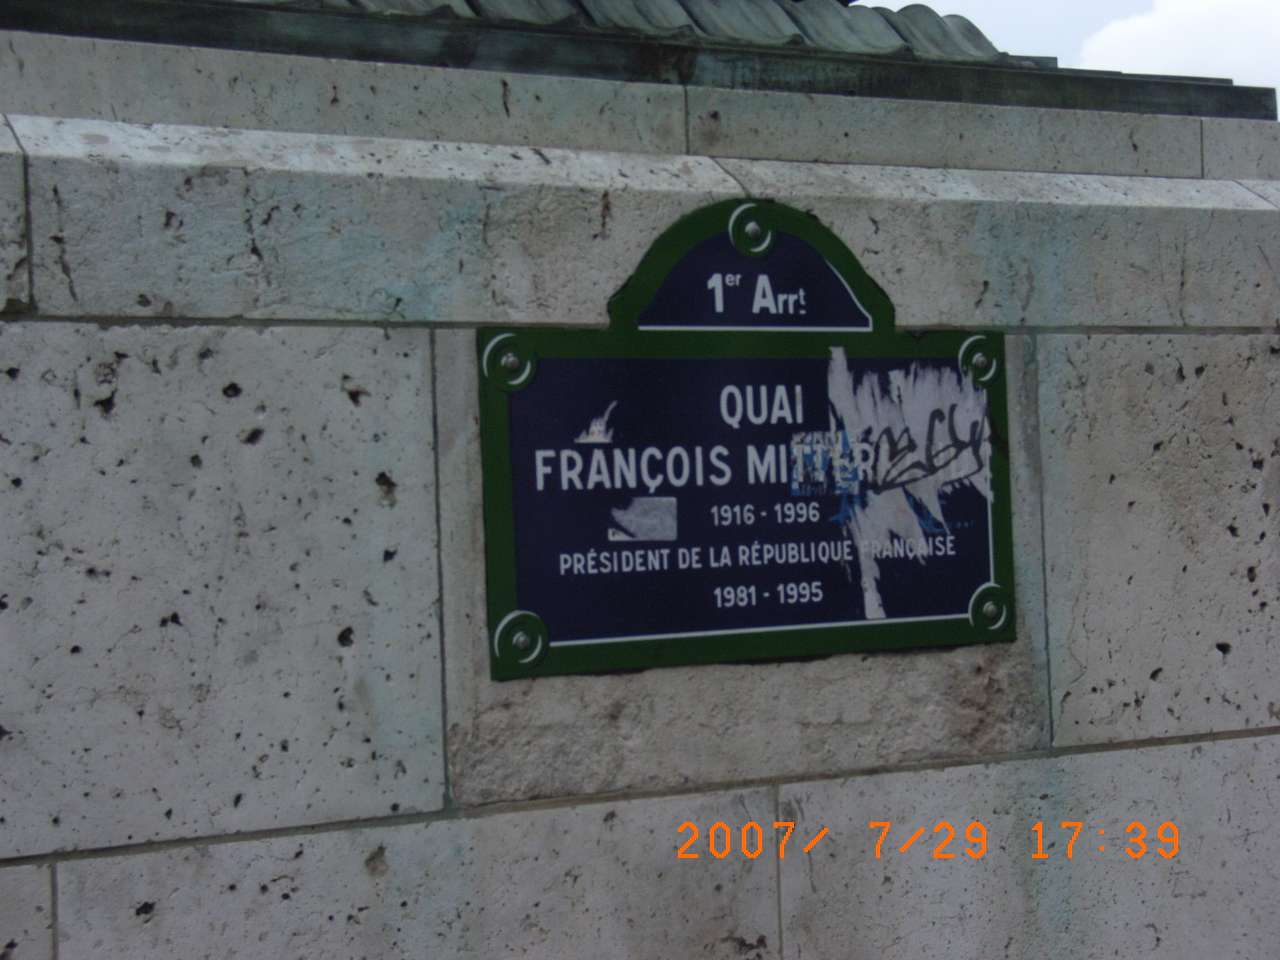 1er Arrt
QUAI
FRANÇOIS MITTER
1916 - 1996
PRÉSIDENT DE LA RÉPUBLIQUE FRANÇAISE
1981 - 1995
2007/ 7/29 17:39